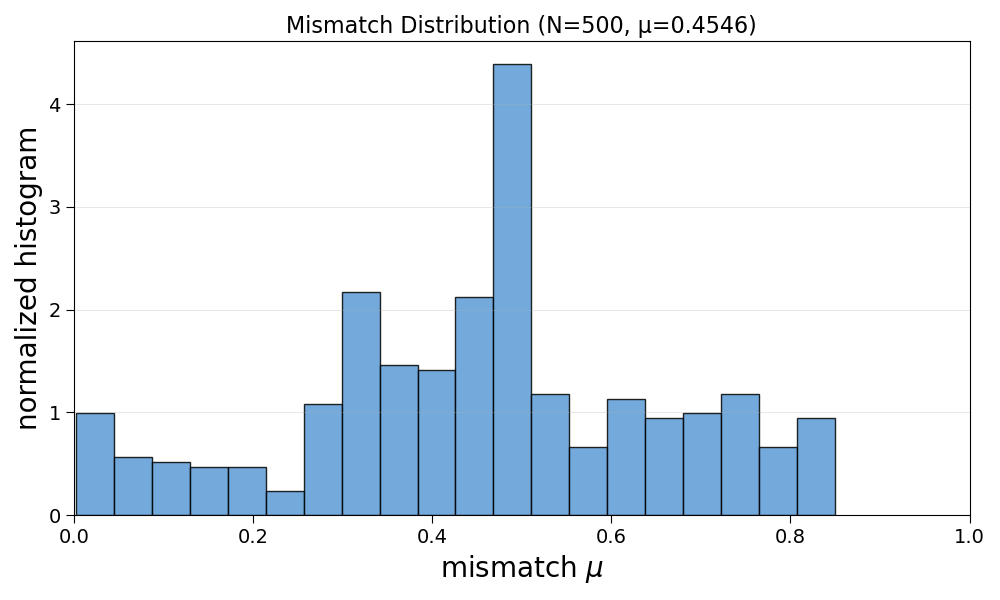 Mismatch Distribution (N=500, μ=0.4546)
normalized histogram
4
3
2
1
0
0.0 0.2 0.4 0.6 0.8 1.0
mismatch μ